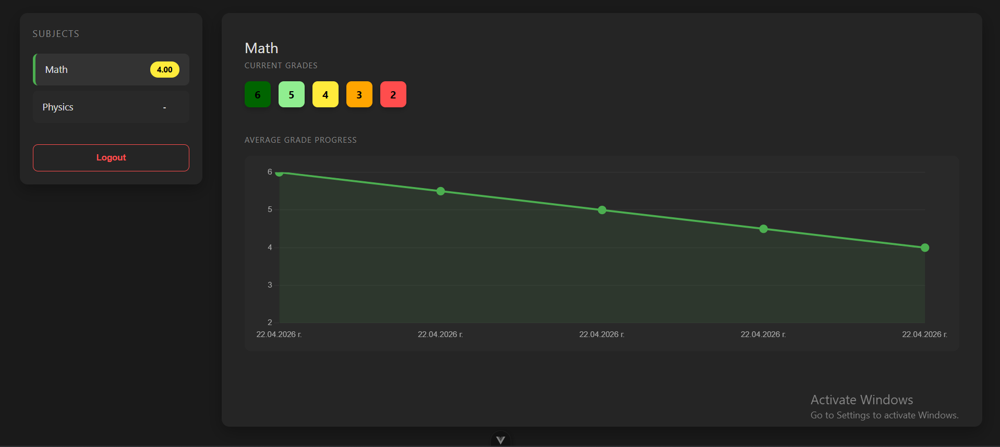 SUBJECTS
Math 4.00
Physics -
Logout
Math
CURRENT GRADES
6 5 4 3 2
AVERAGE GRADE PROGRESS
6
5
4
3
2
22.04.2026 г. 22.04.2026 г. 22.04.2026 г. 22.04.2026 г. 22.04.2026 г.
Activate Windows
Go to Settings to activate Windows.